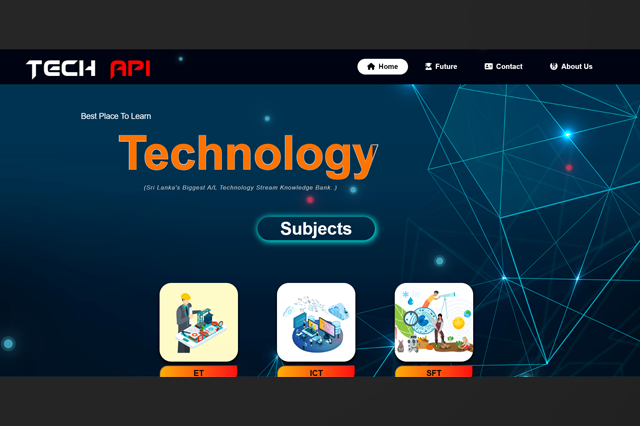 TECH API
Home
Future
Contact
About Us
Best Place To Learn
Technology
(Sri Lanka's Biggest A/L Technology Stream Knowledge Bank. )
Subjects
ET
ICT
SFT